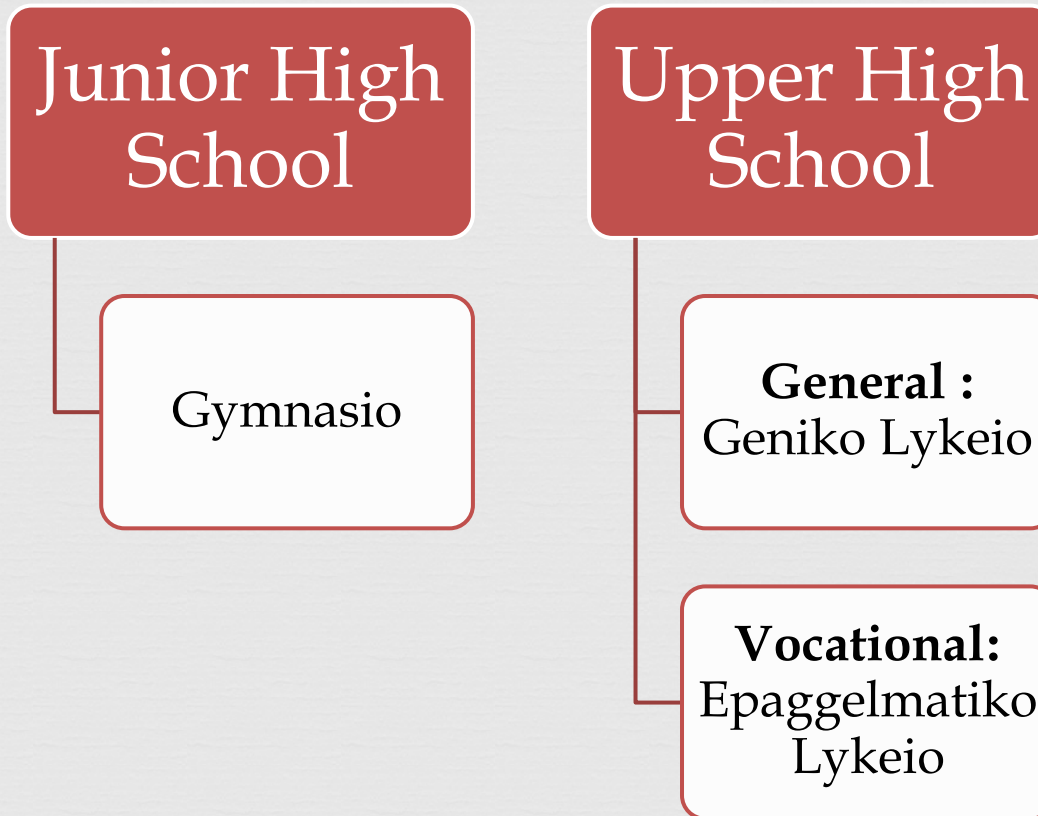 Junior High
School
Gymnasio
Upper High
School
General :
Geniko Lykeio
Vocational:
Epaggelmatiko
Lykeio